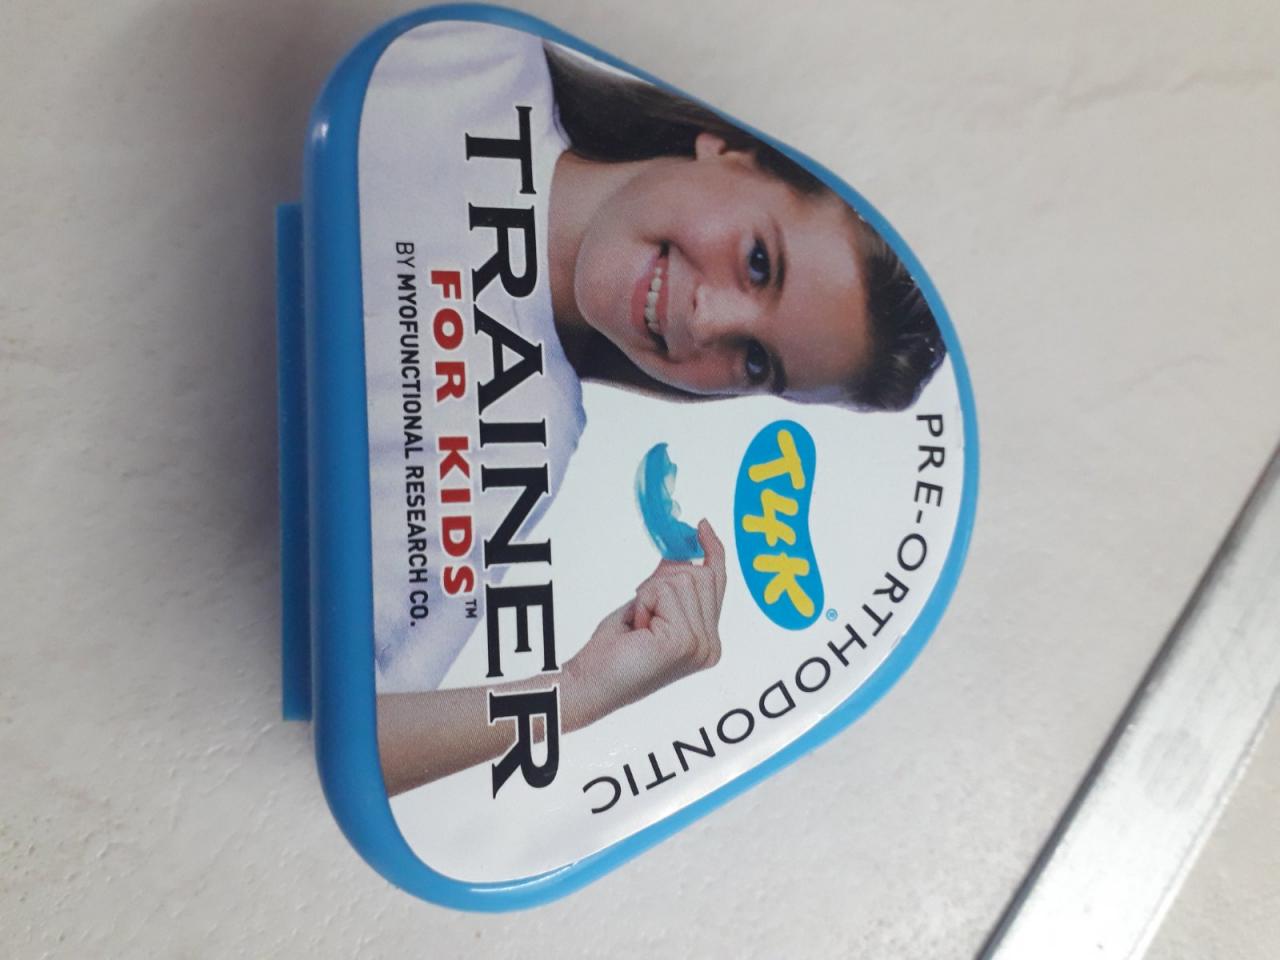 PRE-ORTHODONTIC
T4K®
TRAINER
FOR KIDS™
BY MYOFUNCTIONAL RESEARCH CO.